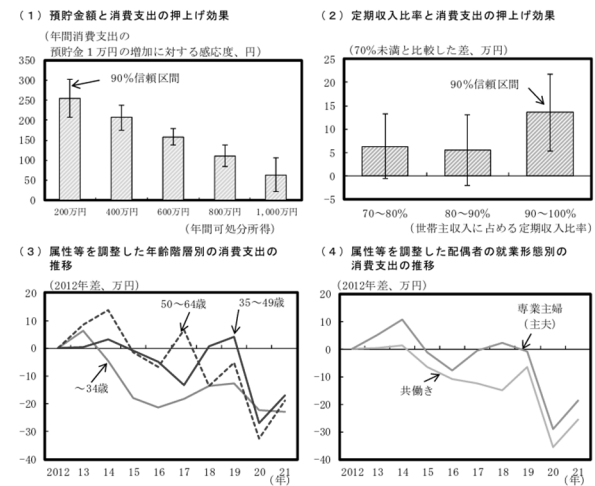 （１）預貯金額と消費支出の押上げ効果
（年間消費支出の
預貯金１万円の増加に対する感応度、円）
350
300
250
200
150
100
50
0
90％信頼区間
200万円 400万円 600万円 800万円 1,000万円
（年間可処分所得）
（２）定期収入比率と消費支出の押上げ効果
（70％未満と比較した差、万円）
25
20
15
10
5
0
−5
90％信頼区間
70〜80％ 80〜90％ 90〜100％
（世帯主収入に占める定期収入比率）
（３）属性等を調整した年齢階層別の消費支出の
推移
（2012年差、万円）
20
10
0
−10
−20
−30
−40
50〜64歳
35〜49歳
〜34歳
2012 13 14 15 16 17 18 19 20 21
（年）
（４）属性等を調整した配偶者の就業形態別の
消費支出の推移
（2012年差、万円）
20
10
0
−10
−20
−30
−40
専業主婦
（主夫）
共働き
2012 13 14 15 16 17 18 19 20 21
（年）